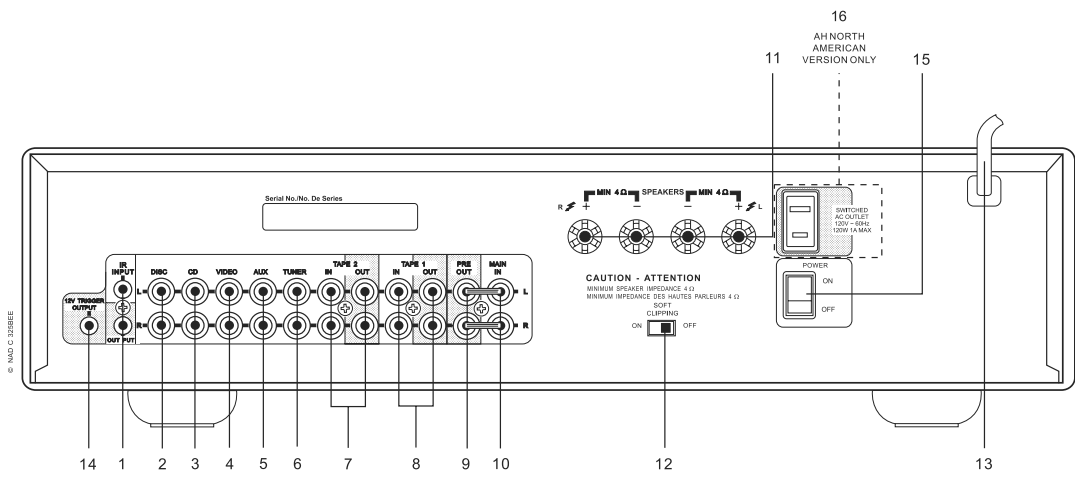 16
AH NORTH
AMERICAN
VERSION ONLY
11
15
Serial No./No. De Series
MIN 4 Ω SPEAKERS MIN 4 Ω
R + − − + L
SWITCHED
AC OUTLET
120V ~ 60Hz
120W 1A MAX
POWER
ON
OFF
CAUTION - ATTENTION
MINIMUM SPEAKER IMPEDANCE 4 Ω
MINIMUM IMPEDANCE DES HAUTES PARLEURS 4 Ω
SOFT
CLIPPING
ON OFF
IR
INPUT
OUT PUT
12V TRIGGER
OUTPUT
DISC CD VIDEO AUX TUNER
TAPE 2
IN OUT
TAPE 1
IN OUT
PRE
OUT
MAIN
IN
L L
R R
© NAD C 325BEE
14 1 2 3 4 5 6 7 8 9 10 12 13